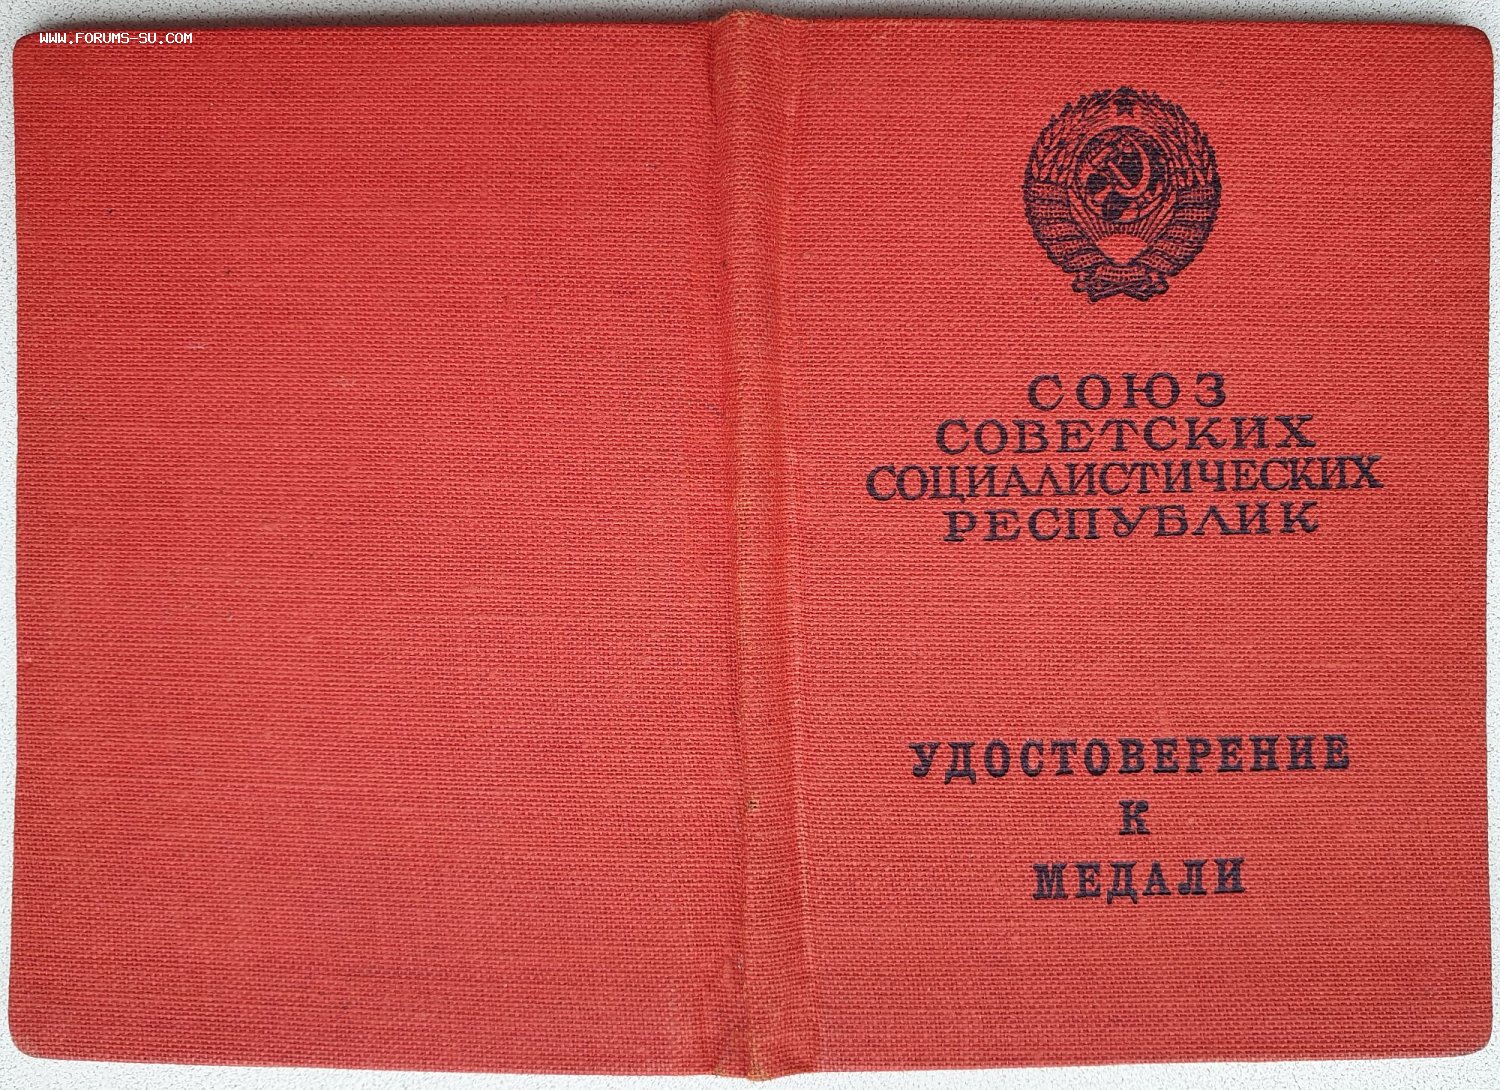 WWW.FORUMS-SU.COM
СОЮЗ
СОВЕТСКИХ
СОЦИАЛИСТИЧЕСКИХ
РЕСПУБЛИК
УДОСТОВЕРЕНИЕ
К
МЕДАЛИ